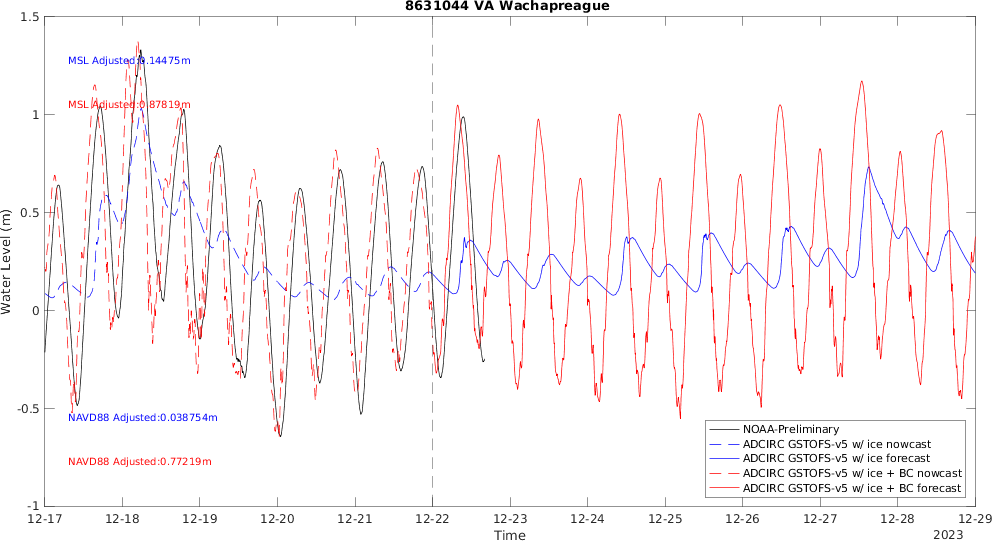 8631044 VA Wachapreague
1.5
1
0.5
0
-0.5
-1
Water Level (m)
MSL Adjusted:0.14475m
MSL Adjusted:0.87819m
NAVD88 Adjusted:0.038754m
NAVD88 Adjusted:0.77219m
NOAA-Preliminary
ADCIRC GSTOFS-v5 w/ ice nowcast
ADCIRC GSTOFS-v5 w/ ice forecast
ADCIRC GSTOFS-v5 w/ ice + BC nowcast
ADCIRC GSTOFS-v5 w/ ice + BC forecast
12-17 12-18 12-19 12-20 12-21 12-22 12-23 12-24 12-25 12-26 12-27 12-28 12-29
Time
2023